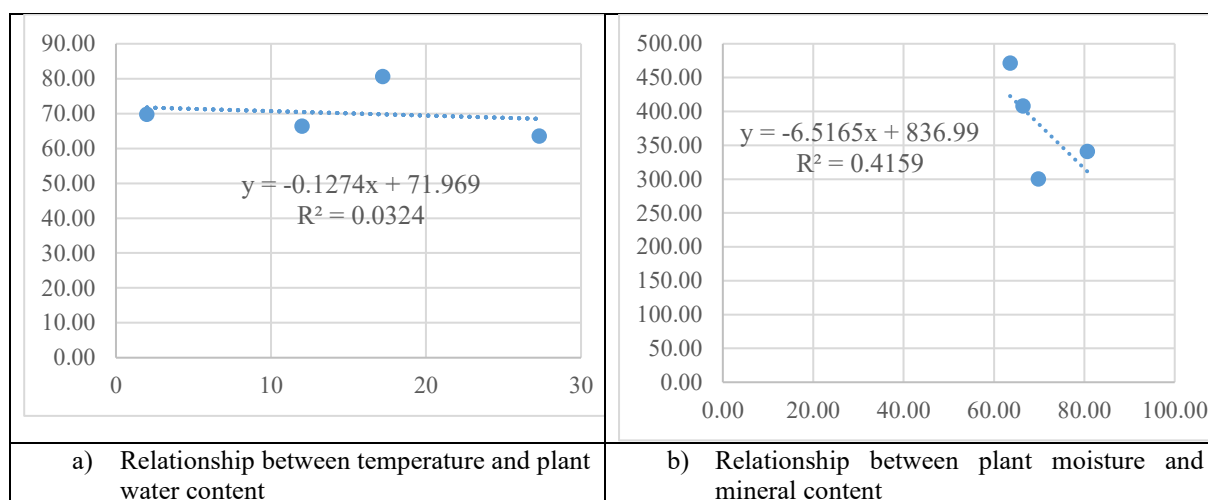 90.00
80.00
70.00
60.00
50.00
40.00
30.00
20.00
10.00
0.00
0 10 20 30
y = -0.1274x + 71.969
R² = 0.0324
500.00
450.00
400.00
350.00
300.00
250.00
200.00
150.00
100.00
50.00
0.00
0.00 20.00 40.00 60.00 80.00 100.00
y = -6.5165x + 836.99
R² = 0.4159
a) Relationship between temperature and plant
water content
b) Relationship between plant moisture and
mineral content